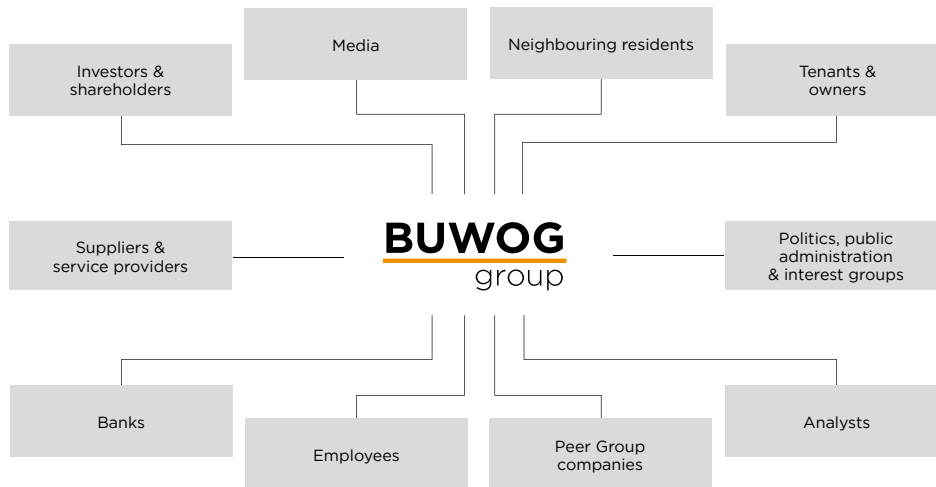 Media
Neighbouring residents
Investors &
shareholders
Tenants &
owners
Suppliers &
service providers
BUWOG
group
Politics, public
administration
& interest groups
Banks
Employees
Peer Group
companies
Analysts